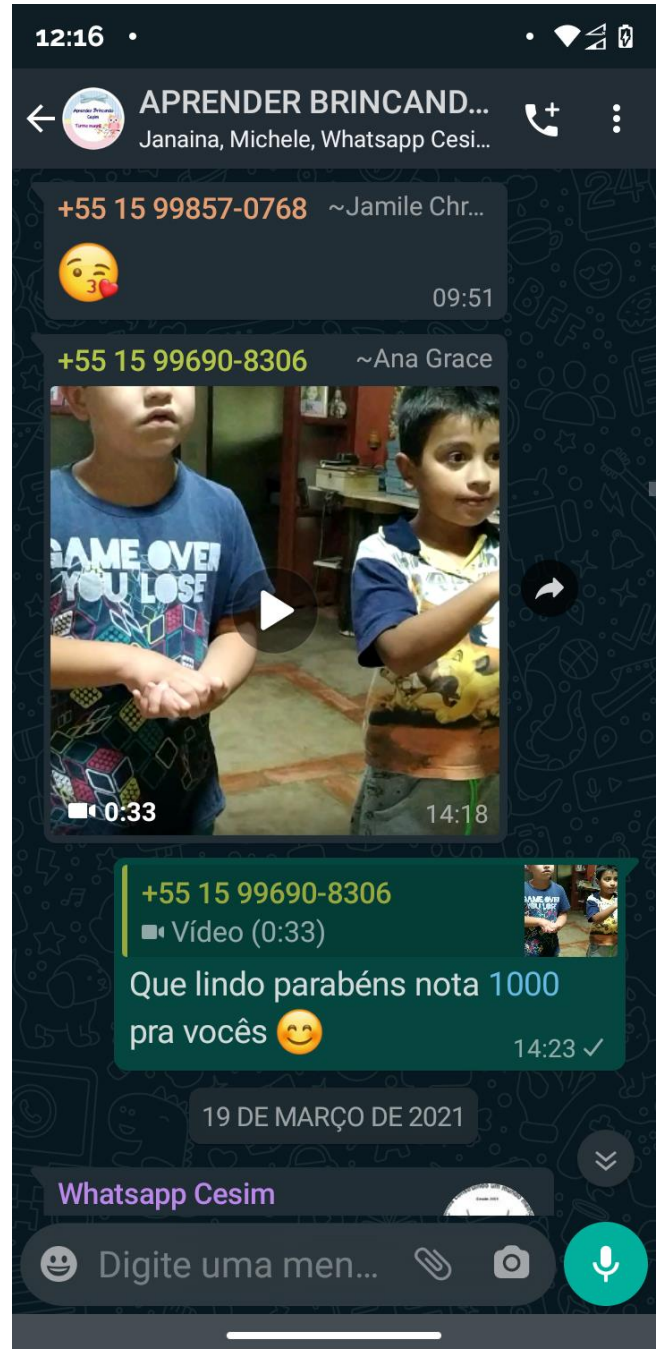 12:16
APRENDER BRINCAND...
Janaina, Michele, Whatsapp Cesi...
+55 15 99857-0768 ~Jamile Chr...
😘
09:51
+55 15 99690-8306 ~Ana Grace
GAME OVER
YOU LOSE
0:33 14:18
+55 15 99690-8306
Vídeo (0:33)
Que lindo parabéns nota 1000
pra vocês 😊
14:23
19 DE MARÇO DE 2021
Whatsapp Cesim
Digite uma men...